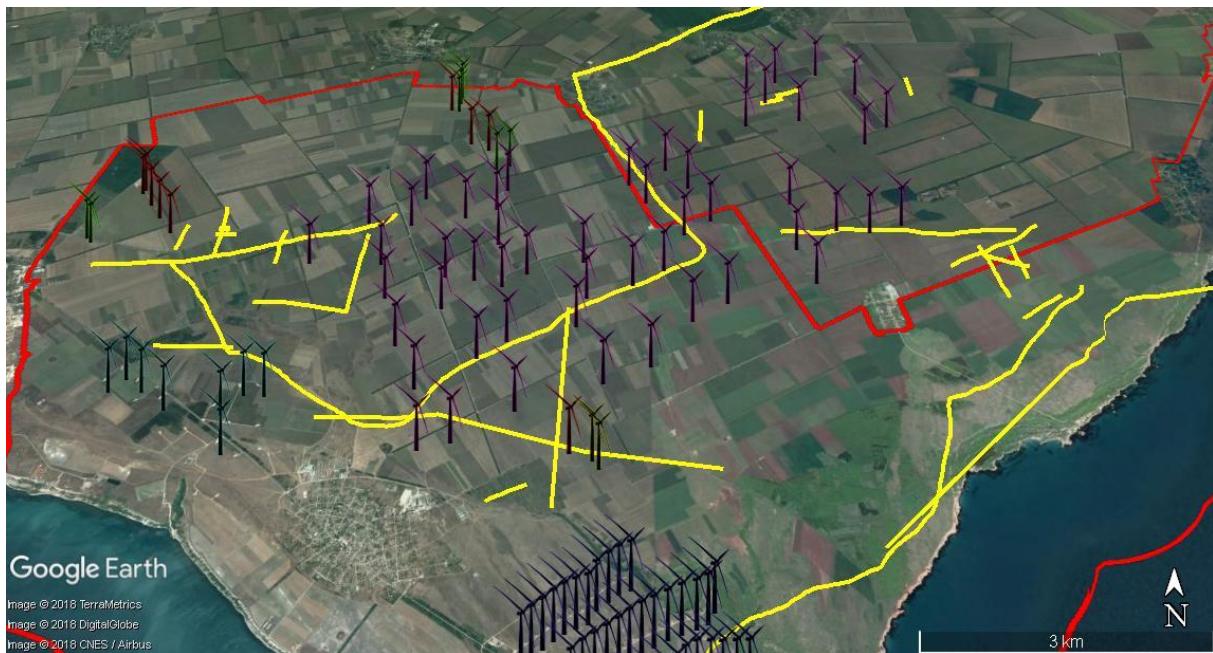 Google Earth
Image © 2018 TerraMetrics
Image © 2018 DigitalGlobe
Image © 2018 CNES / Airbus
N
3 km